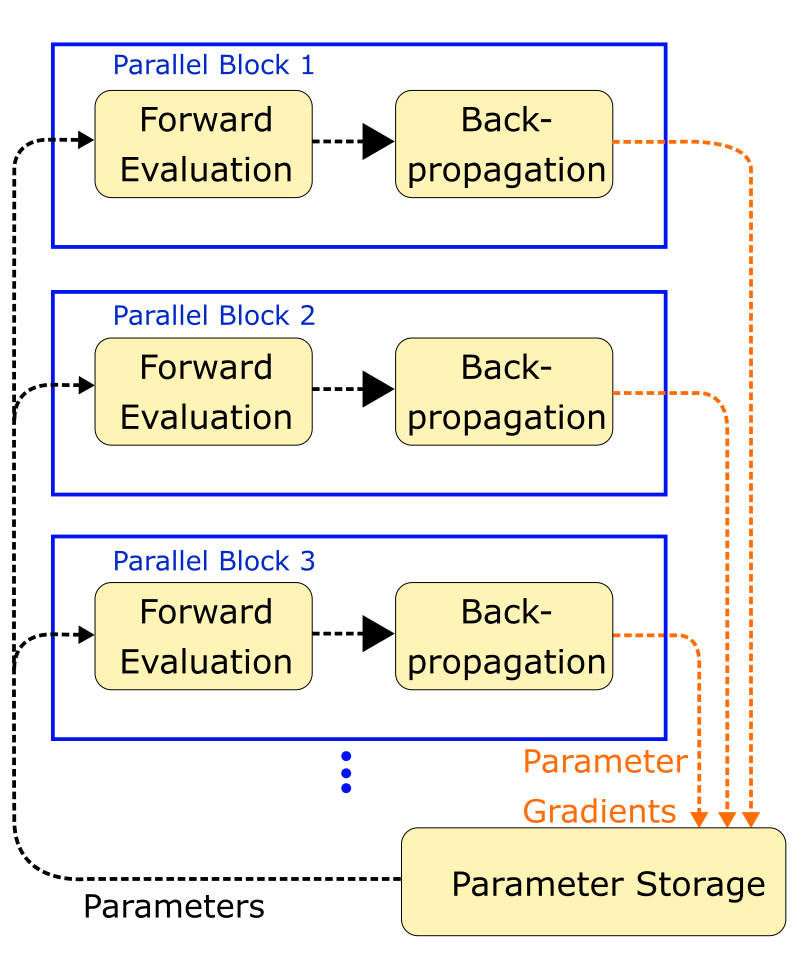 Parallel Block 1
Forward
Evaluation
Back-
propagation
Parallel Block 2
Forward
Evaluation
Back-
propagation
Parallel Block 3
Forward
Evaluation
Back-
propagation
Parameter
Gradients
Parameter Storage
Parameters